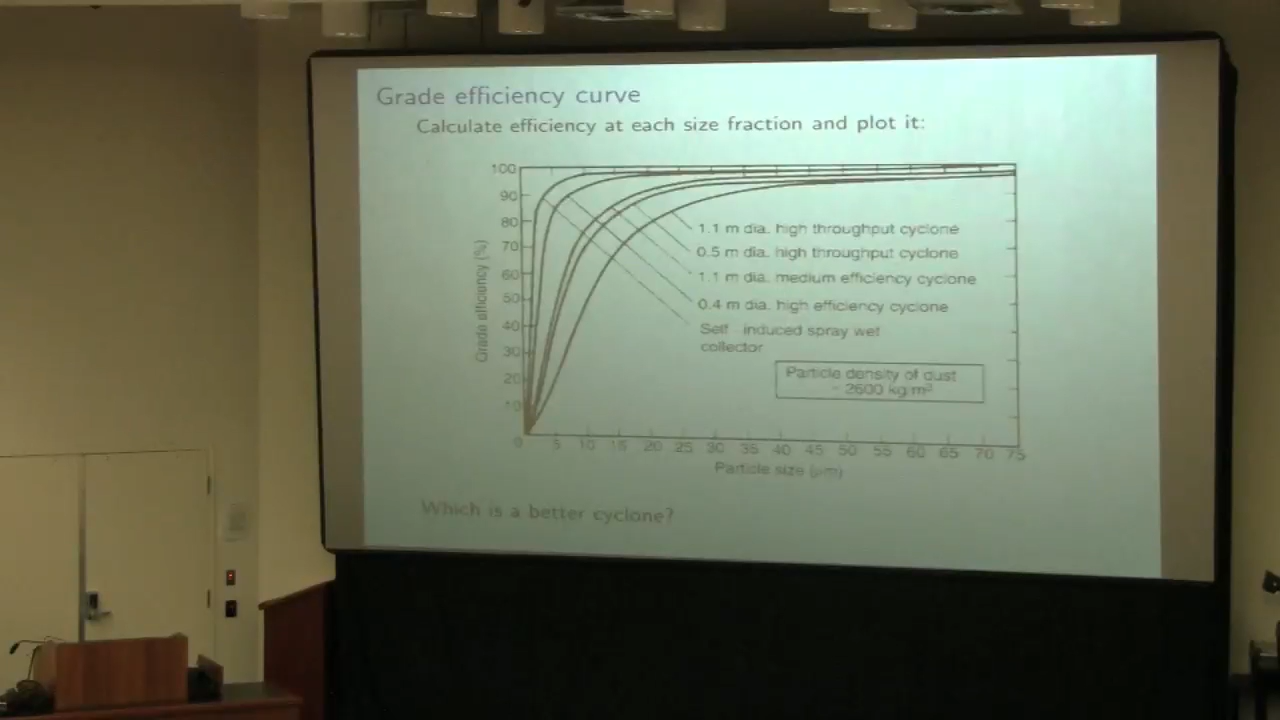 Grade efficiency curve
Calculate efficiency at each size fraction and plot it:
100
90
80
70
60
50
40
30
20
10
0
Grade efficiency (%)
1.1 m dia. high throughput cyclone
0.5 m dia. high throughput cyclone
1.1 m dia. medium efficiency cyclone
0.4 m dia. high efficiency cyclone
Self - induced spray wet
collector
Particle density of dust
- 2600 kg/m³
5 10 15 20 25 30 35 40 45 50 55 60 65 70 75
Particle size (μm)
Which is a better cyclone?